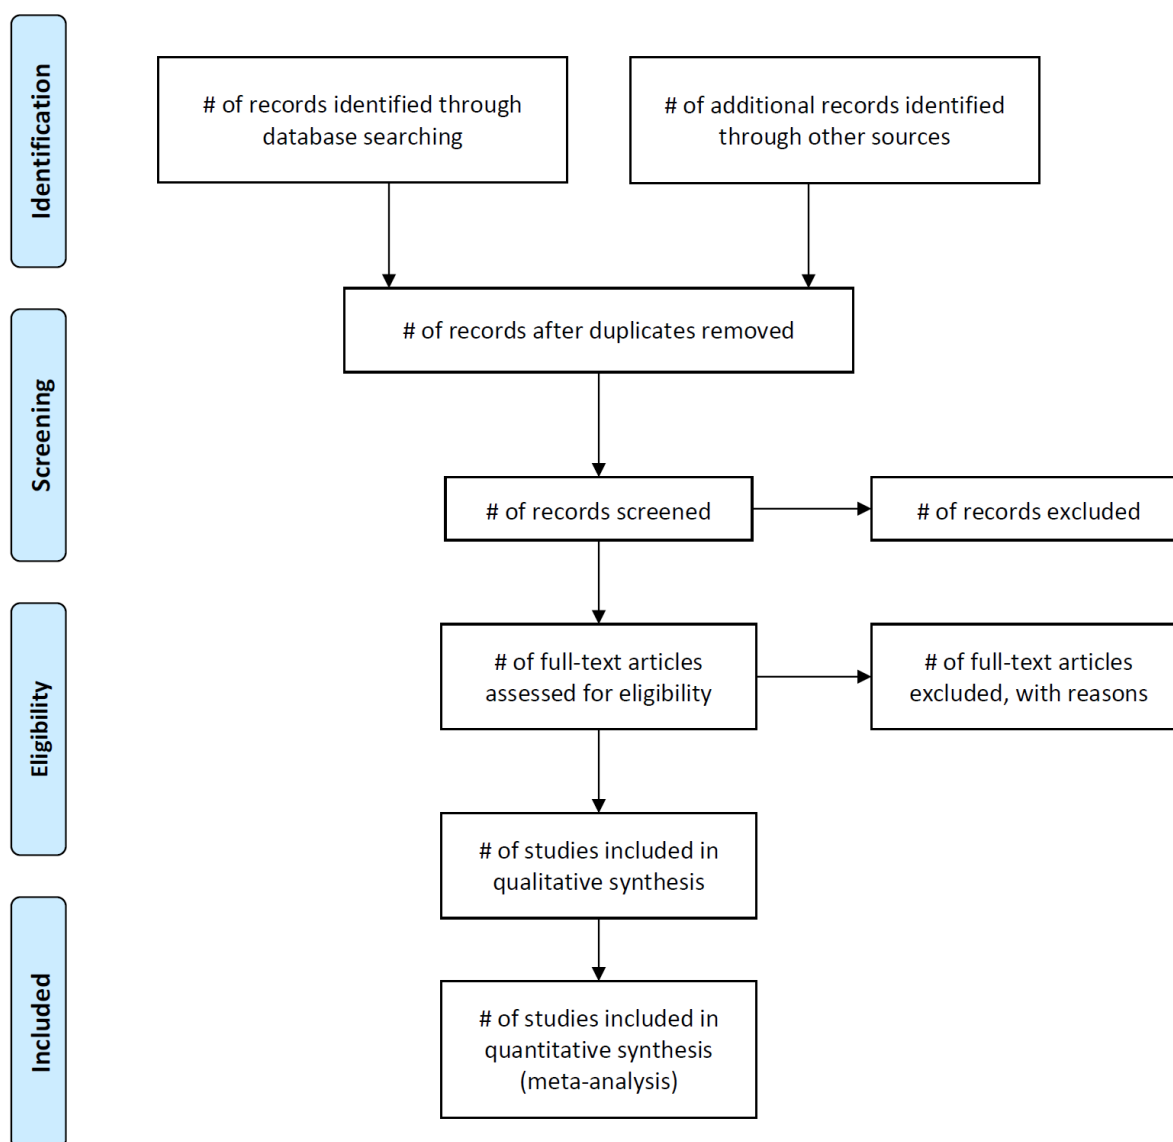 Identification
# of records identified through
database searching
# of additional records identified
through other sources
# of records after duplicates removed
Screening
# of records screened
# of records excluded
Eligibility
# of full-text articles
assessed for eligibility
# of full-text articles
excluded, with reasons
# of studies included in
qualitative synthesis
Included
# of studies included in
quantitative synthesis
(meta-analysis)